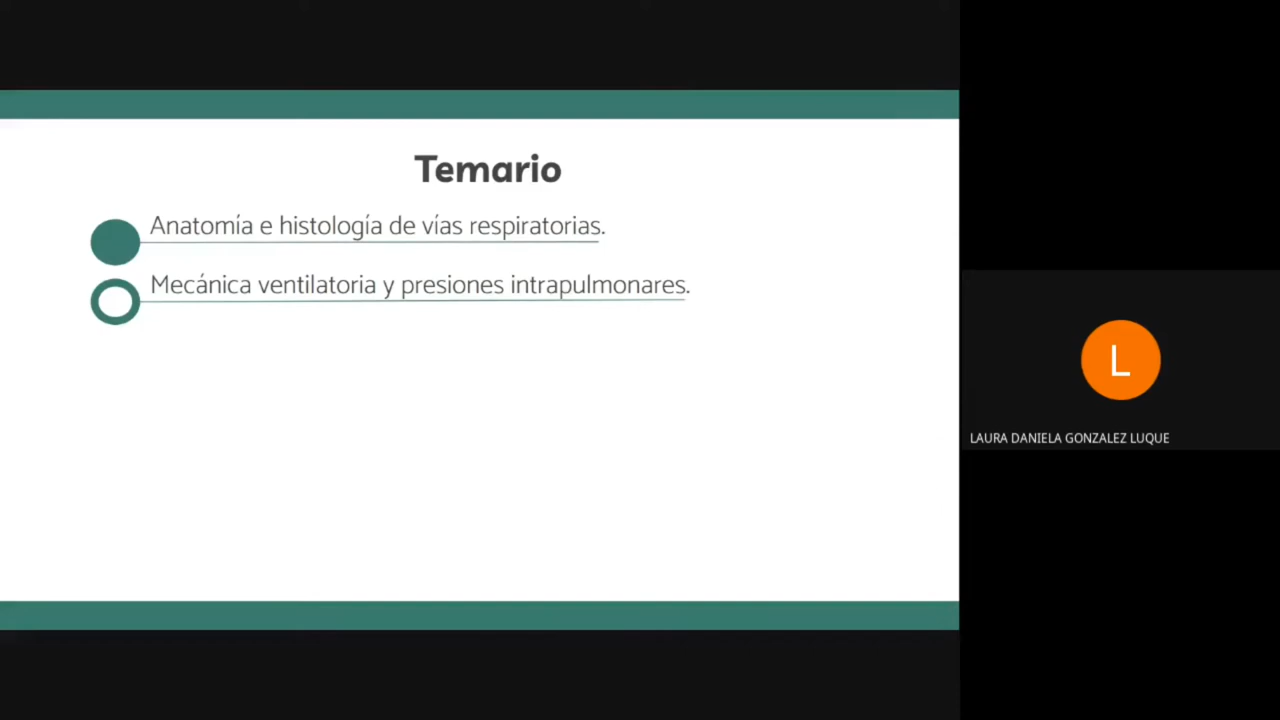 Temario
Anatomía e histología de vías respiratorias.
Mecánica ventilatoria y presiones intrapulmonares.
L
LAURA DANIELA GONZALEZ LUQUE